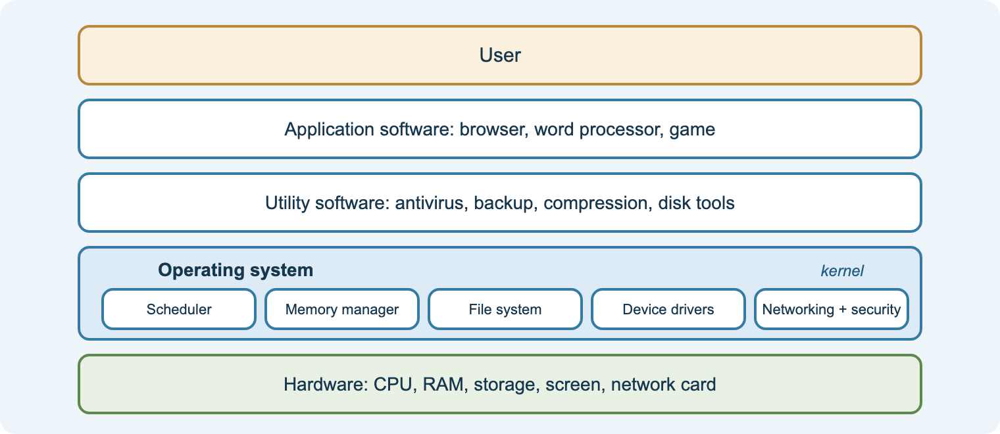 User
Application software: browser, word processor, game
Utility software: antivirus, backup, compression, disk tools
Operating system
kernel
Scheduler
Memory manager
File system
Device drivers
Networking + security
Hardware: CPU, RAM, storage, screen, network card